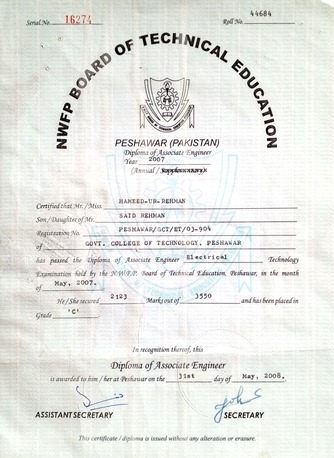 Serial No. 16274 Roll No. 44684
NWFP BOARD OF TECHNICAL EDUCATION
PESHAWAR (PAKISTAN)
Diploma of Associate Engineer
Year 2007
(Annual / Supplementary)
Certified that Mr. / Miss. HAMEED-UR-REHMAN
Son / Daughter of Mr. SAID REHMAN
Registration No. PESHAWAR/GCT/ET/03-904
of GOVT. COLLEGE OF TECHNOLOGY, PESHAWAR
has passed the Diploma of Associate Engineer Electrical Technology
Examination held by the N.W.F.P. Board of Technical Education, Peshawar, in the month
of May, 2007.
He / She secured 2123 Marks out of 3550 and has been placed in
Grade 'C'
In recognition thereof, this
Diploma of Associate Engineer
is awarded to him / her at Peshawar on the 31st day of May, 2008.
ASSISTANT SECRETARY SECRETARY
This certificate / diploma is issued without any alteration or erasure.